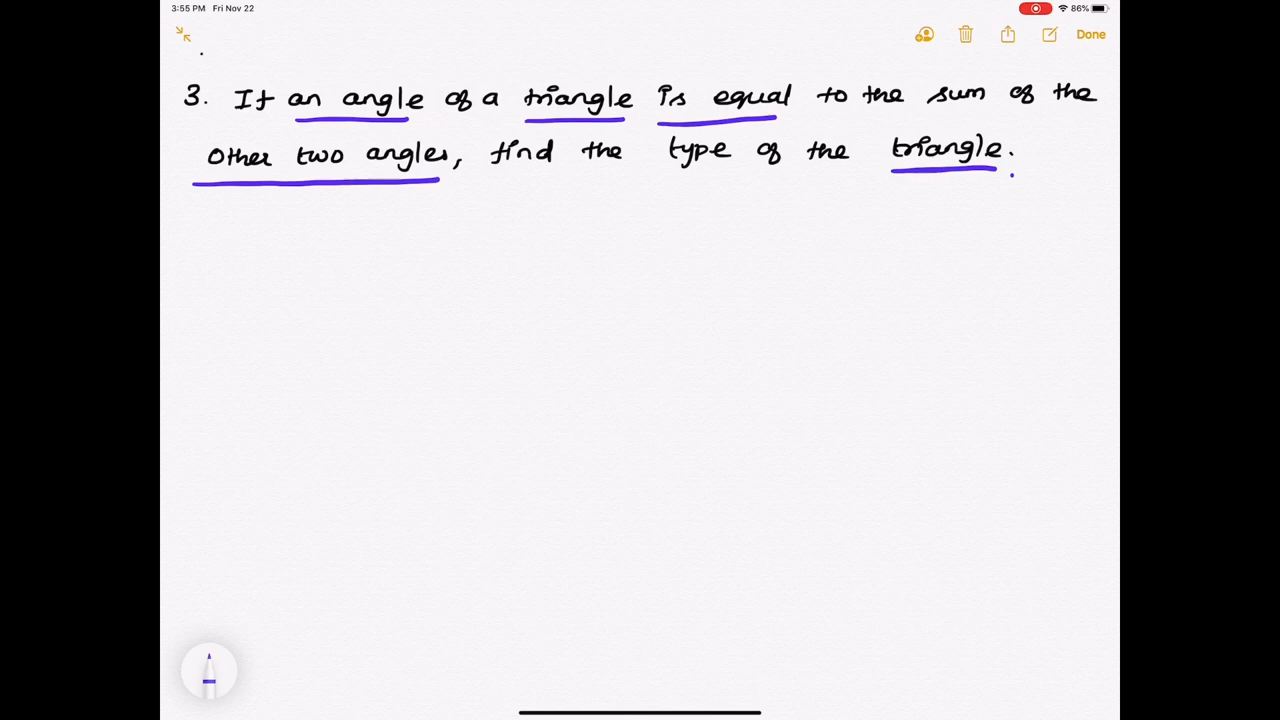 3:55 PM Fri Nov 22
86%
Done
3. If an angle of a triangle is equal to the sum of the
other two angles, find the type of the triangle.